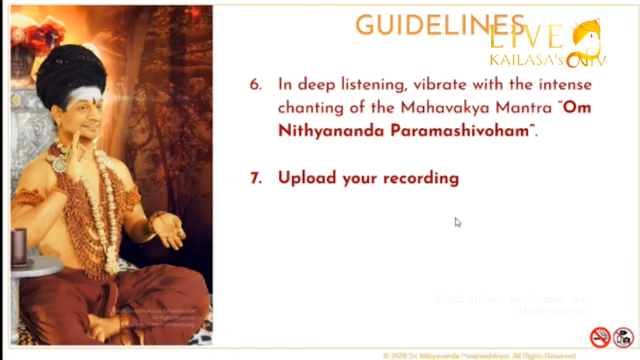 GUIDELINES
LIVE
KAILASA's NTV
6. In deep listening, vibrate with the intense
chanting of the Mahavakya Mantra "Om
Nithyananda Paramashivoham".
7. Upload your recording
© 2020 Sri Nithyananda Paramashivam All Rights Reserved